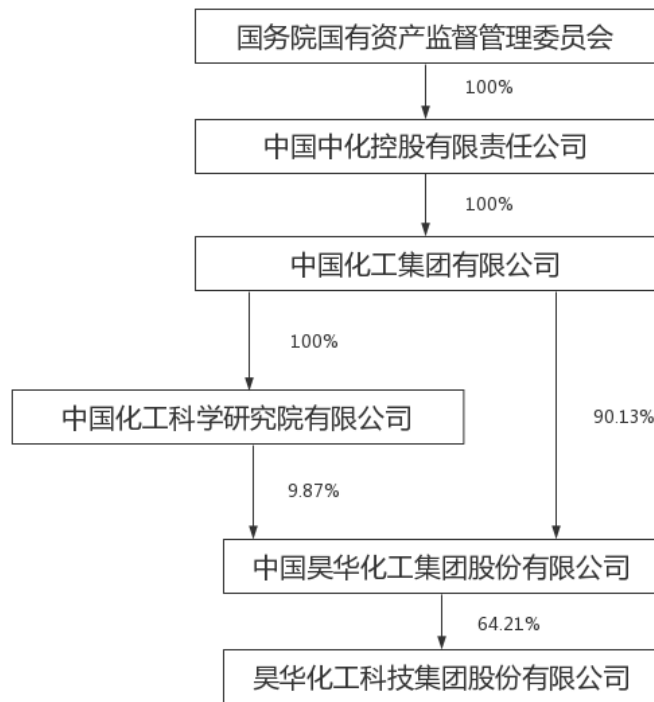 国务院国有资产监督管理委员会
100%
中国中化控股有限责任公司
100%
中国化工集团有限公司
100%
中国化工科学研究院有限公司
90.13%
9.87%
中国昊华化工集团股份有限公司
64.21%
昊华化工科技集团股份有限公司